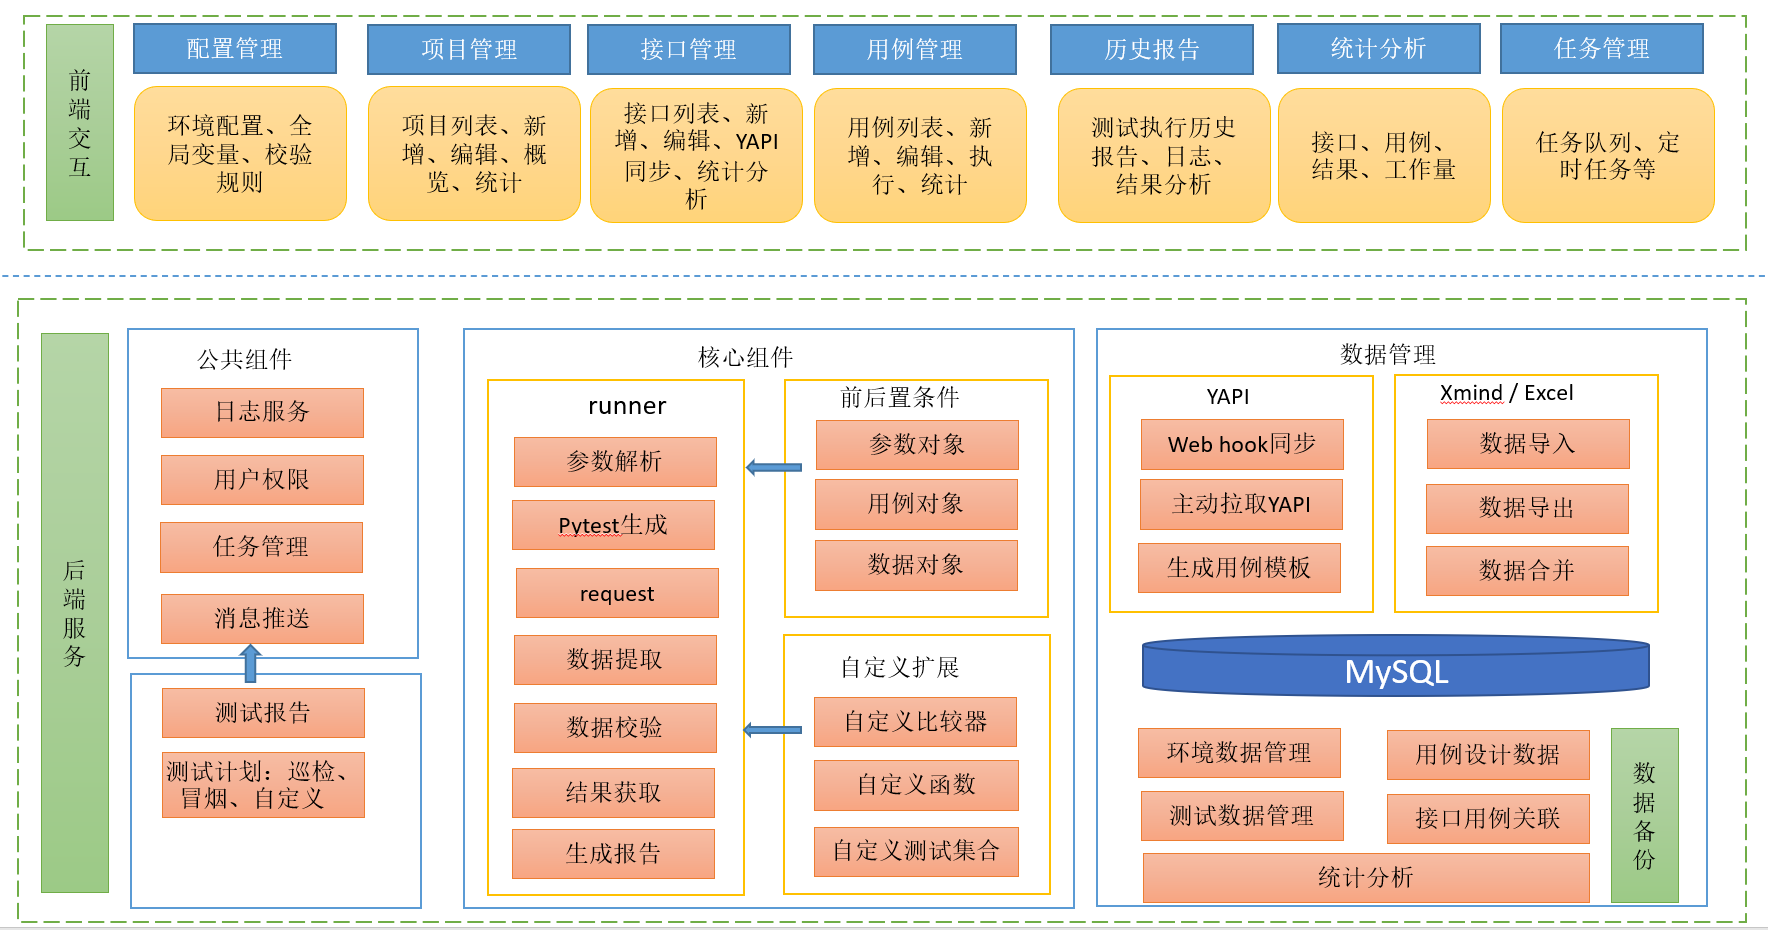 前
端
交
互
配置管理
环境配置、全
局变量、校验
规则
项目管理
项目列表、新
增、编辑、概
览、统计
接口管理
接口列表、新
增、编辑、YAPI
同步、统计分
析
用例管理
用例列表、新
增、编辑、执
行、统计
历史报告
测试执行历史
报告、日志、
结果分析
统计分析
接口、用例、
结果、工作量
任务管理
任务队列、定
时任务等
后
端
服
务
公共组件
日志服务
用户权限
任务管理
消息推送
测试报告
测试计划：巡检、
冒烟、自定义
核心组件
runner
参数解析
Pytest生成
request
数据提取
数据校验
结果获取
生成报告
前后置条件
参数对象
用例对象
数据对象
自定义扩展
自定义比较器
自定义函数
自定义测试集合
数据管理
YAPI
Web hook同步
主动拉取YAPI
生成用例模板
Xmind / Excel
数据导入
数据导出
数据合并
MySQL
环境数据管理
用例设计数据
测试数据管理
接口用例关联
统计分析
数
据
备
份